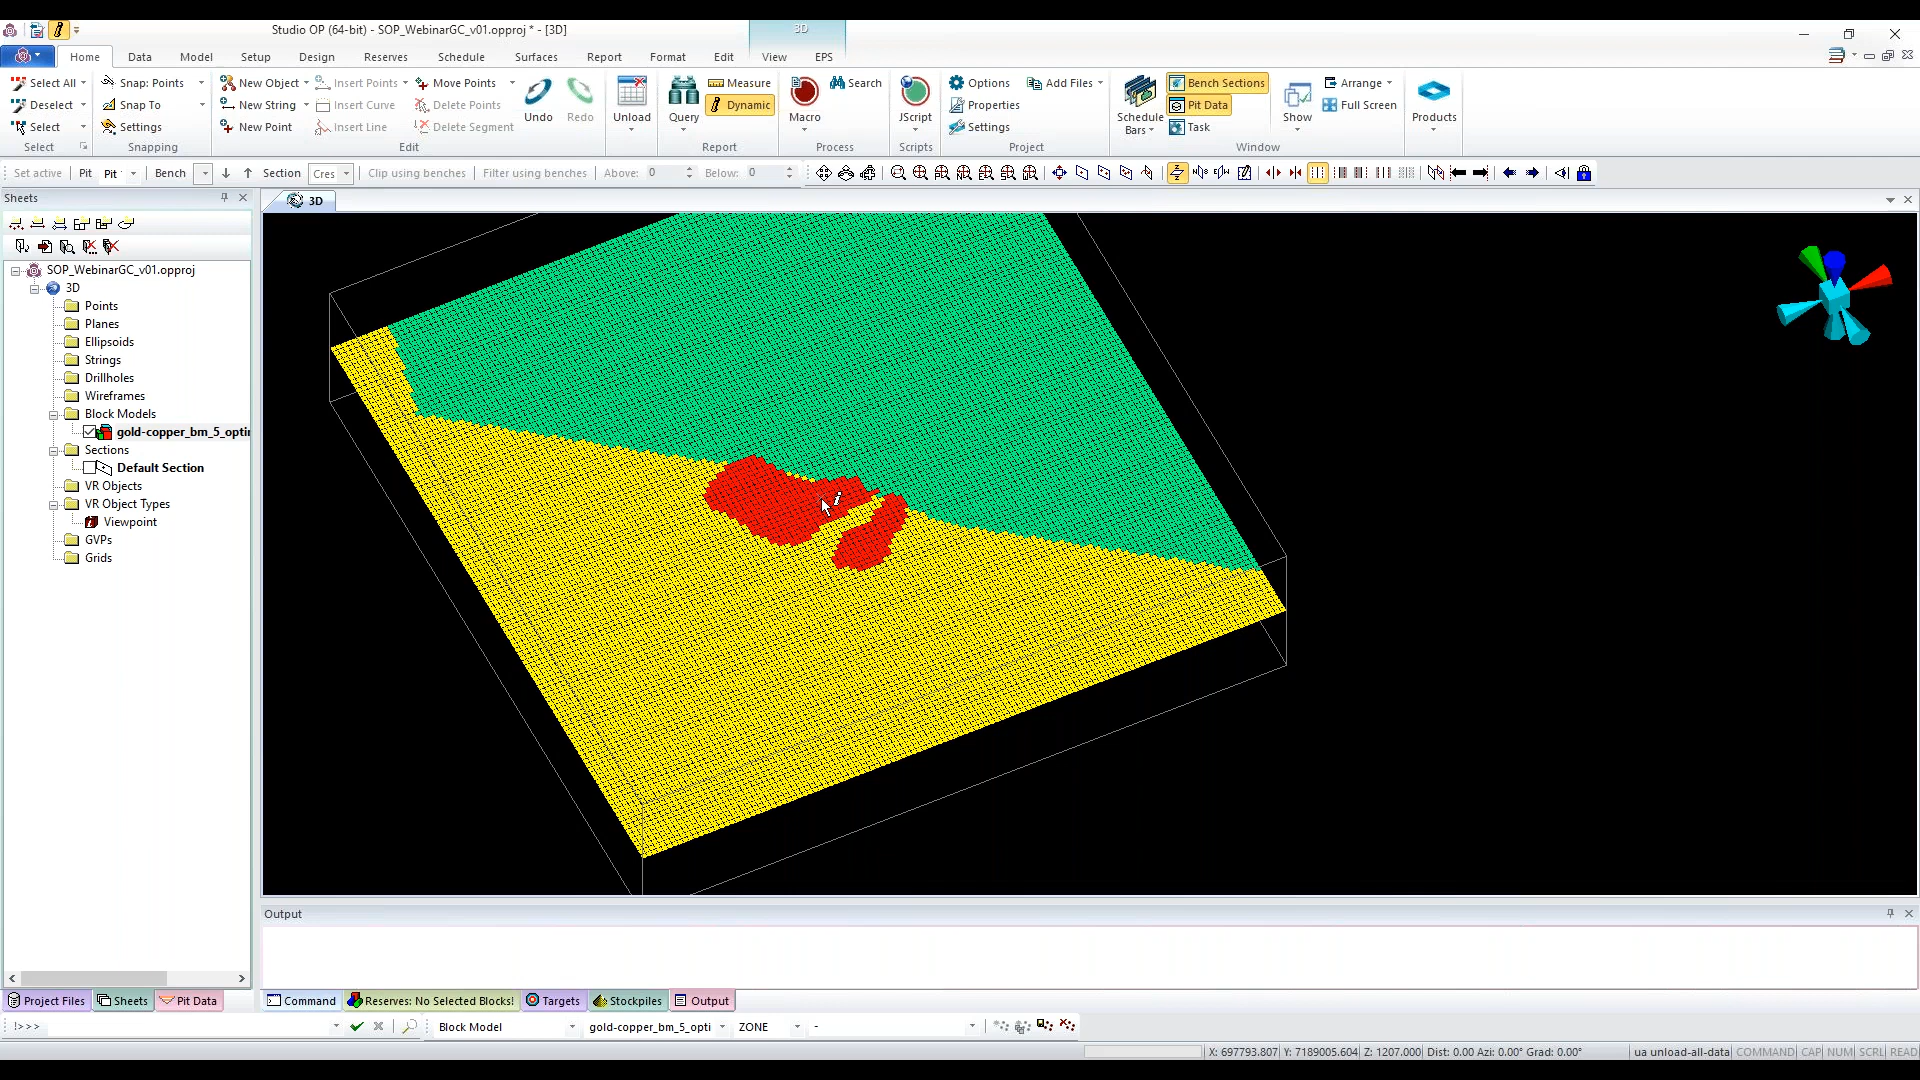 Studio OP (64-bit) - SOP_WebinarGC_v01.opproj * - [3D]
3D
Home Data Model Setup Design Reserves Schedule Surfaces Report Format Edit View EPS
Select All Snap: Points New Object Insert Points Move Points Measure Search Options Add Files Bench Sections Arrange
Deselect Snap To New String Insert Curve Delete Points Dynamic Properties Pit Data Full Screen
Select Settings New Point Insert Line Delete Segment Settings Task
Undo Redo Unload Query Macro JScript Schedule Bars Show Products
Select Snapping Edit Report Process Scripts Project Window
Set active Pit Pit Bench Section Cres Clip using benches Filter using benches Above: 0 Below: 0
Sheets
3D
SOP_WebinarGC_v01.opproj
3D
Points
Planes
Ellipsoids
Strings
Drillholes
Wireframes
Block Models
gold-copper_bm_5_optin
Sections
Default Section
VR Objects
VR Object Types
Viewpoint
GVPs
Grids
Output
Project Files Sheets Pit Data Command Reserves: No Selected Blocks! Targets Stockpiles Output
!>>> Block Model gold-copper_bm_5_opti ZONE -
X: 697793.807 Y: 7189005.604 Z: 1207.000 Dist: 0.00 Azi: 0.00° Grad: 0.00° ua unload-all-data COMMAND CAP NUM SCRL READ